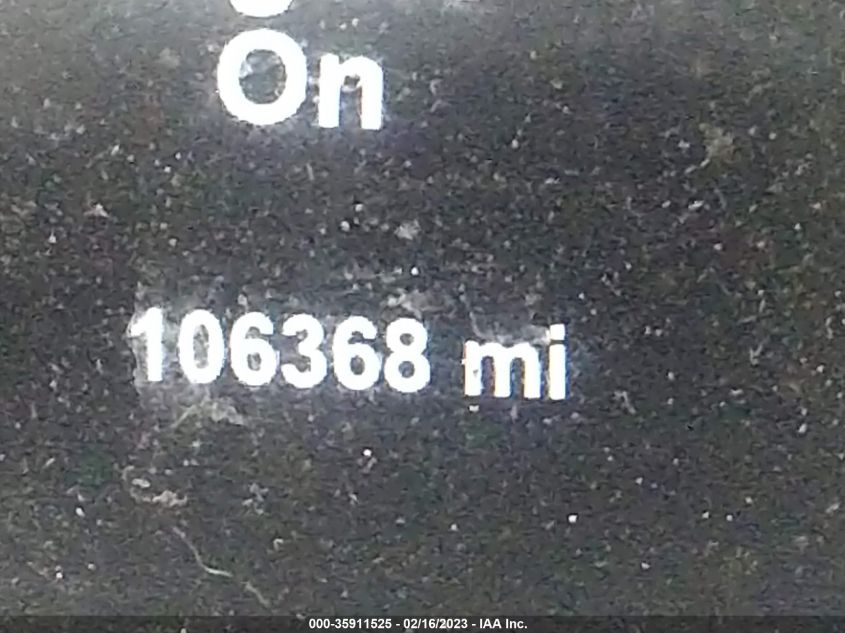 On
106368 mi
000-35911525 - 02/16/2023 - IAA Inc.